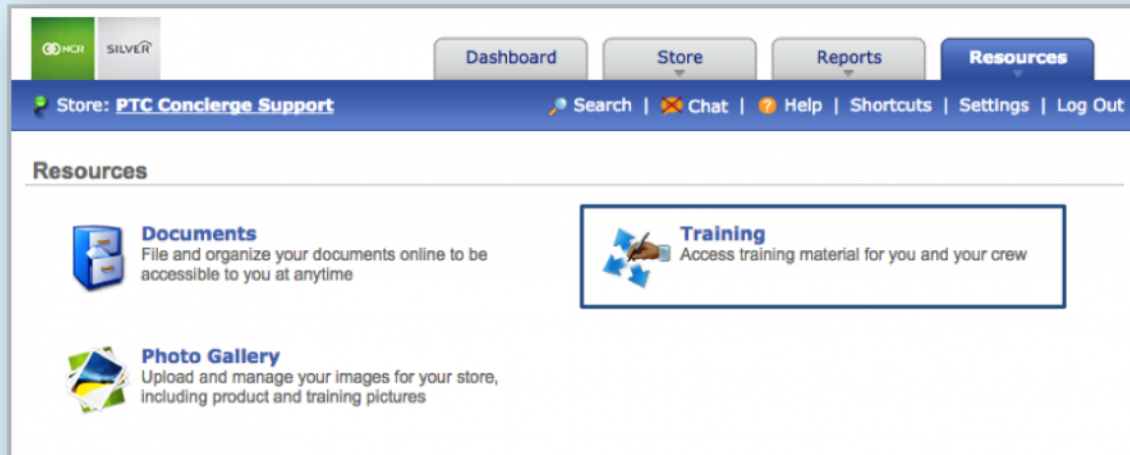 NCR SILVER
Dashboard Store Reports Resources
Store: PTC Concierge Support Search | Chat | Help | Shortcuts | Settings | Log Out
Resources
Documents
File and organize your documents online to be
accessible to you at anytime
Training
Access training material for you and your crew
Photo Gallery
Upload and manage your images for your store,
including product and training pictures